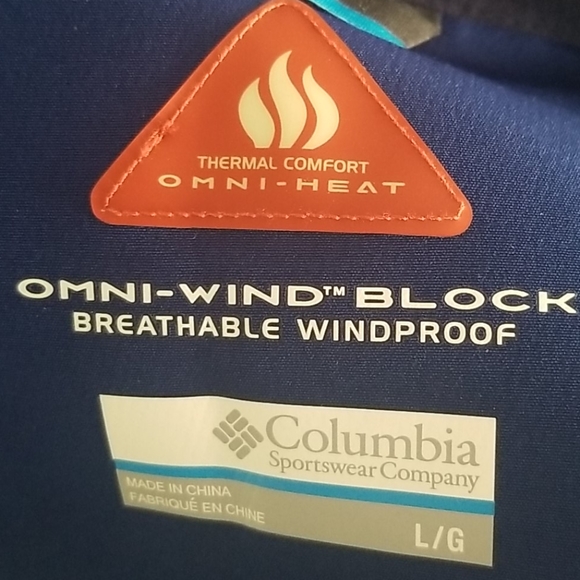 THERMAL COMFORT
OMNI-HEAT
OMNI-WIND™ BLOCK
BREATHABLE WINDPROOF
Columbia
Sportswear Company
MADE IN CHINA
FABRIQUÉ EN CHINE
L/G